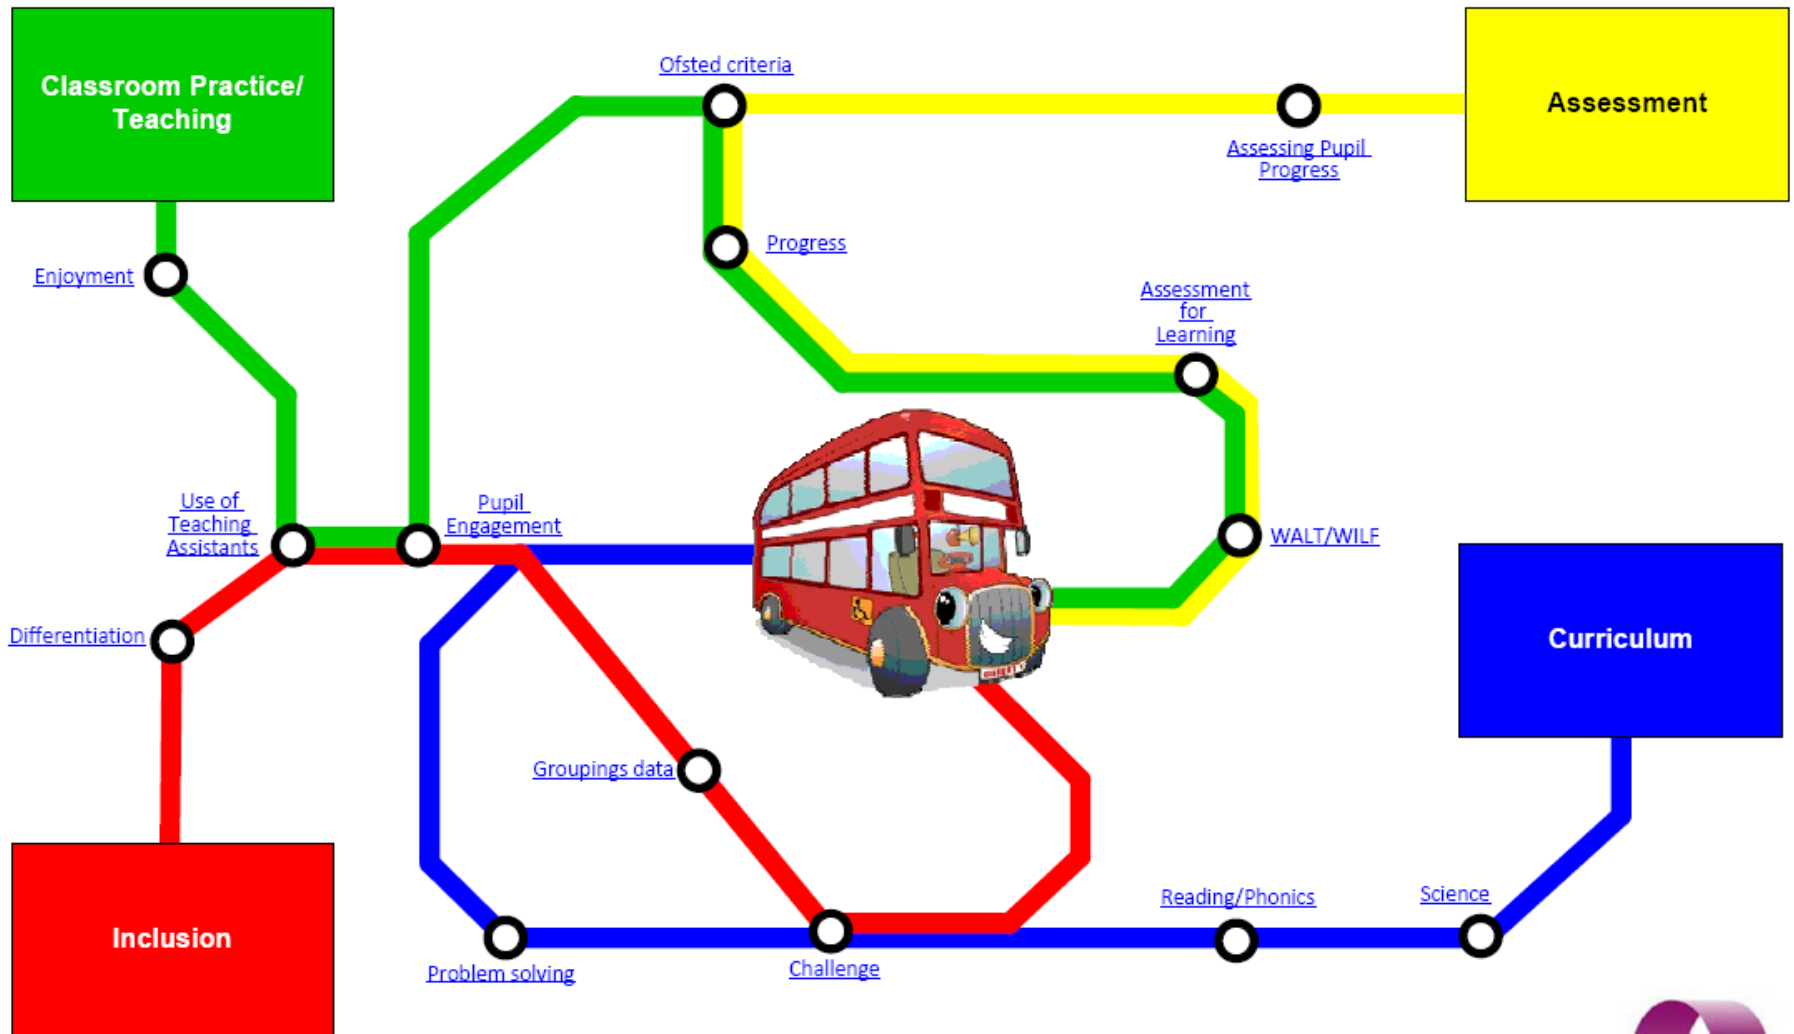 Classroom Practice/
Teaching
Ofsted criteria
Assessment
Assessing Pupil
Progress
Enjoyment
Progress
Assessment
for
Learning
Use of
Teaching
Assistants
Pupil
Engagement
WALT/WILF
Differentiation
Curriculum
Groupings data
Inclusion
Reading/Phonics
Science
Problem solving
Challenge